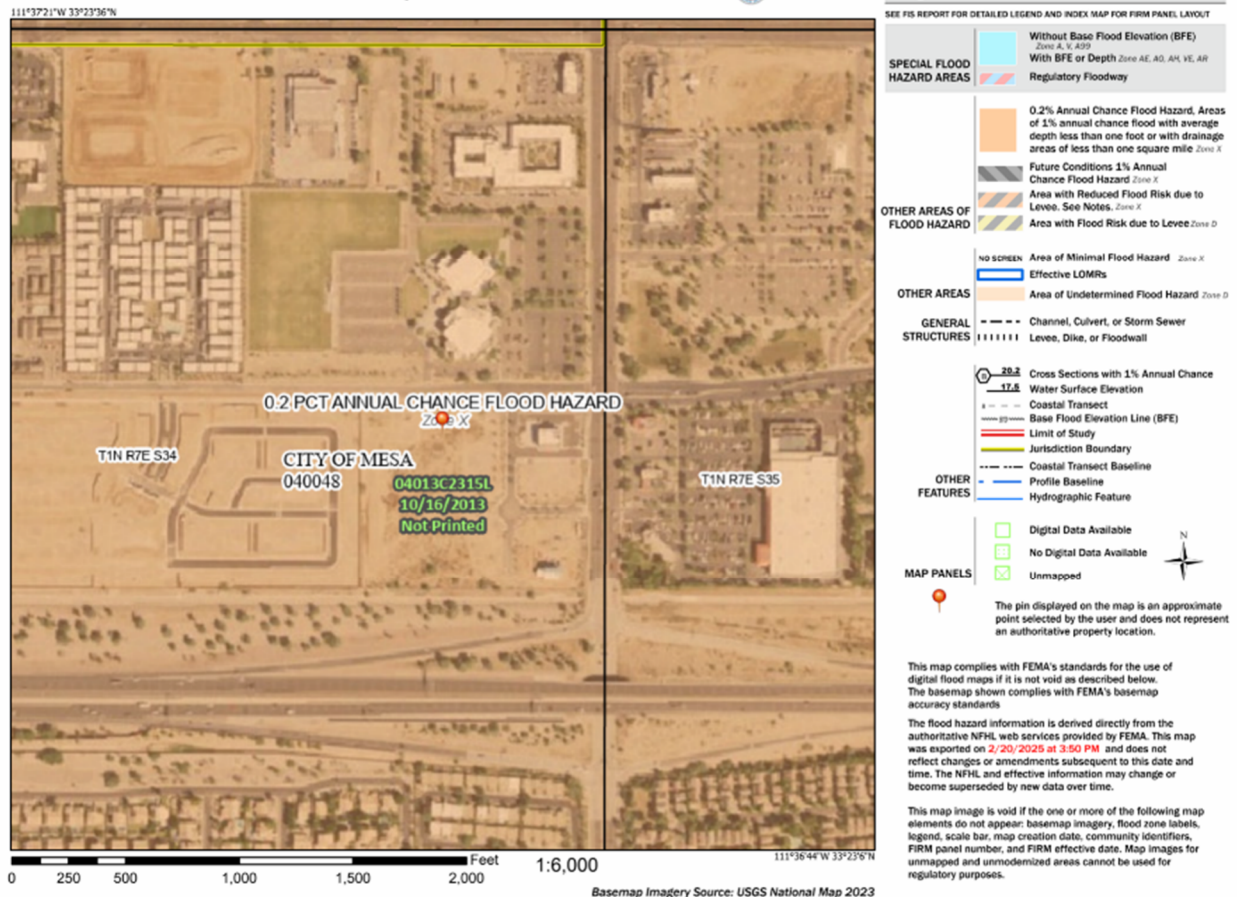 111°37'21"W 33°23'36"N
0.2 PCT ANNUAL CHANCE FLOOD HAZARD
Zone X
T1N R7E S34
CITY OF MESA
040048
04013C2315L
10/16/2013
Not Printed
T1N R7E S35
111°36'44"W 33°23'6"N
Feet
1:6,000
0 250 500 1,000 1,500 2,000
Basemap Imagery Source: USGS National Map 2023
SEE FIS REPORT FOR DETAILED LEGEND AND INDEX MAP FOR FIRM PANEL LAYOUT
SPECIAL FLOOD
HAZARD AREAS
Without Base Flood Elevation (BFE)
Zone A, V, A99
With BFE or Depth Zone AE, AO, AH, VE, AR
Regulatory Floodway
OTHER AREAS OF
FLOOD HAZARD
0.2% Annual Chance Flood Hazard, Areas
of 1% annual chance flood with average
depth less than one foot or with drainage
areas of less than one square mile Zone X
Future Conditions 1% Annual
Chance Flood Hazard Zone X
Area with Reduced Flood Risk due to
Levee. See Notes. Zone X
Area with Flood Risk due to Levee Zone D
OTHER AREAS
NO SCREEN Area of Minimal Flood Hazard Zone X
Effective LOMRs
Area of Undetermined Flood Hazard Zone D
GENERAL
STRUCTURES
Channel, Culvert, or Storm Sewer
Levee, Dike, or Floodwall
OTHER
FEATURES
20.2 Cross Sections with 1% Annual Chance
17.5 Water Surface Elevation
Coastal Transect
Base Flood Elevation Line (BFE)
Limit of Study
Jurisdiction Boundary
Coastal Transect Baseline
Profile Baseline
Hydrographic Feature
MAP PANELS
Digital Data Available
No Digital Data Available
Unmapped
N
The pin displayed on the map is an approximate
point selected by the user and does not represent
an authoritative property location.
This map complies with FEMA's standards for the use of
digital flood maps if it is not void as described below.
The basemap shown complies with FEMA's basemap
accuracy standards
The flood hazard information is derived directly from the
authoritative NFHL web services provided by FEMA. This map
was exported on 2/20/2025 at 3:50 PM and does not
reflect changes or amendments subsequent to this date and
time. The NFHL and effective information may change or
become superseded by new data over time.
This map image is void if the one or more of the following map
elements do not appear: basemap imagery, flood zone labels,
legend, scale bar, map creation date, community identifiers,
FIRM panel number, and FIRM effective date. Map images for
unmapped and unmodernized areas cannot be used for
regulatory purposes.